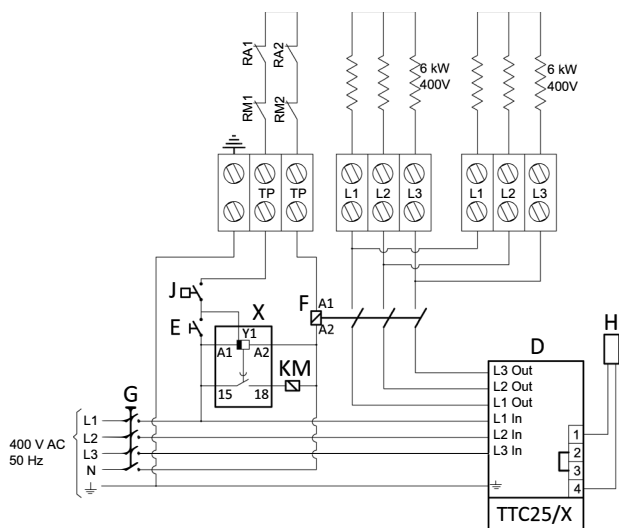 RA1 RA2
RM1 RM2
6 kW
400V
6 kW
400V
TP TP
L1 L2 L3
L1 L2 L3
J
E
X
Y1
A1 A2
15 18
F
A1
A2
KM
G
L1
L2
L3
N
400 V AC
50 Hz
D
H
L3 Out
L2 Out
L1 Out
L1 In
L2 In
L3 In
1
2
3
4
TTC25/X